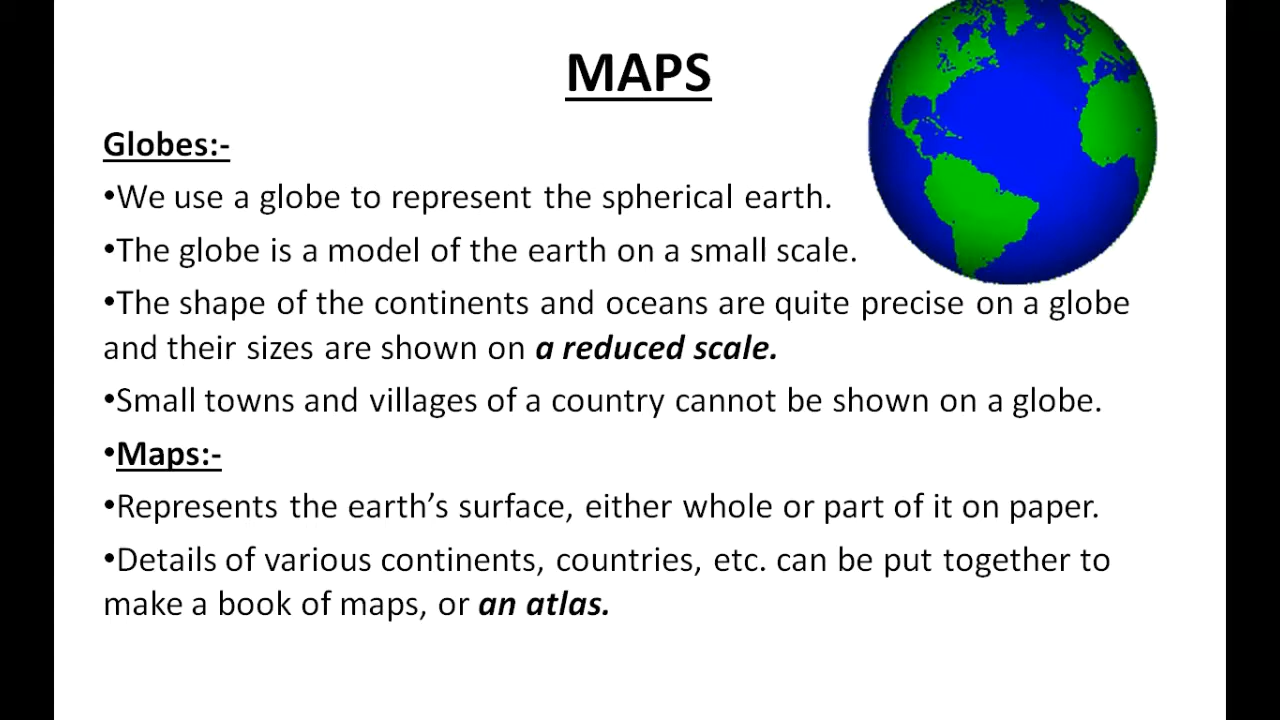 MAPS
Globes:-
•We use a globe to represent the spherical earth.
•The globe is a model of the earth on a small scale.
•The shape of the continents and oceans are quite precise on a globe
and their sizes are shown on a reduced scale.
•Small towns and villages of a country cannot be shown on a globe.
•Maps:-
•Represents the earth’s surface, either whole or part of it on paper.
•Details of various continents, countries, etc. can be put together to
make a book of maps, or an atlas.